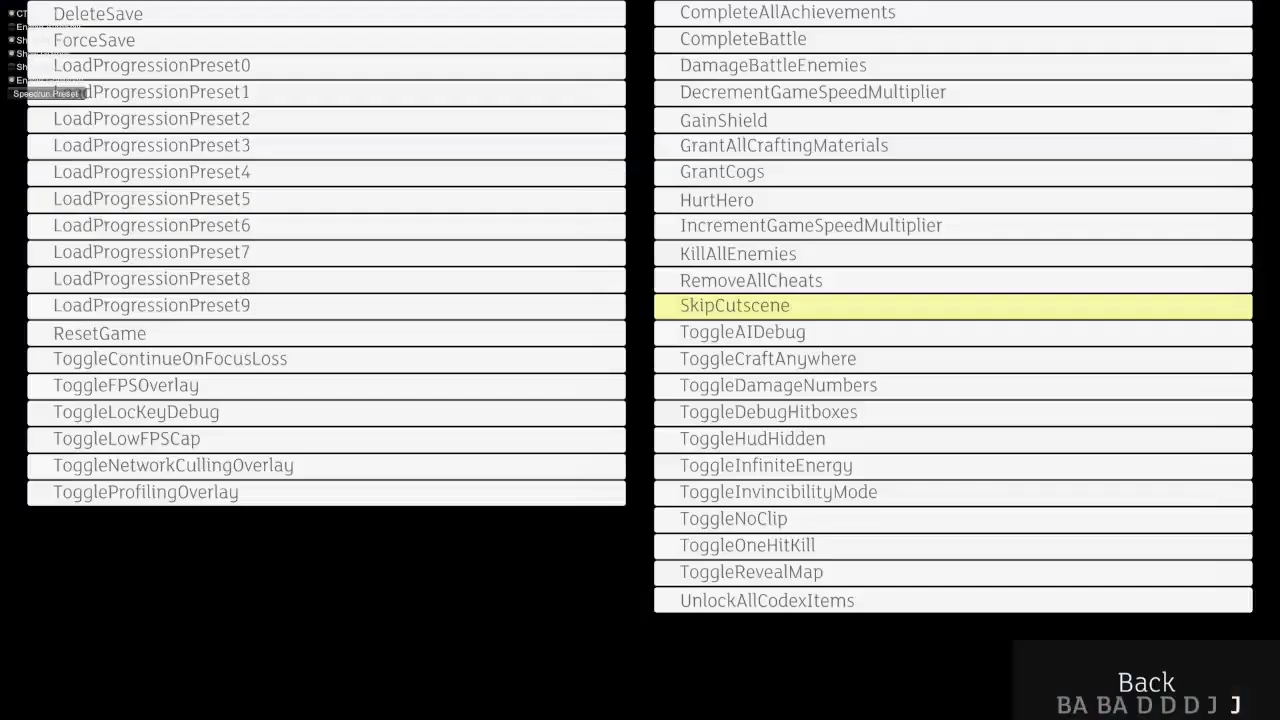 DeleteSave
ForceSave
LoadProgressionPreset0
Speedrun Preset
dProgressionPreset1
LoadProgressionPreset2
LoadProgressionPreset3
LoadProgressionPreset4
LoadProgressionPreset5
LoadProgressionPreset6
LoadProgressionPreset7
LoadProgressionPreset8
LoadProgressionPreset9
ResetGame
ToggleContinueOnFocusLoss
ToggleFPSOverlay
ToggleLocKeyDebug
ToggleLowFPSCap
ToggleNetworkCullingOverlay
ToggleProfilingOverlay
CompleteAllAchievements
CompleteBattle
DamageBattleEnemies
DecrementGameSpeedMultiplier
GainShield
GrantAllCraftingMaterials
GrantCogs
HurtHero
IncrementGameSpeedMultiplier
KillAllEnemies
RemoveAllCheats
SkipCutscene
ToggleAIDebug
ToggleCraftAnywhere
ToggleDamageNumbers
ToggleDebugHitboxes
ToggleHudHidden
ToggleInfiniteEnergy
ToggleInvincibilityMode
ToggleNoClip
ToggleOneHitKill
ToggleRevealMap
UnlockAllCodexItems
Back
BA BA D D D J J